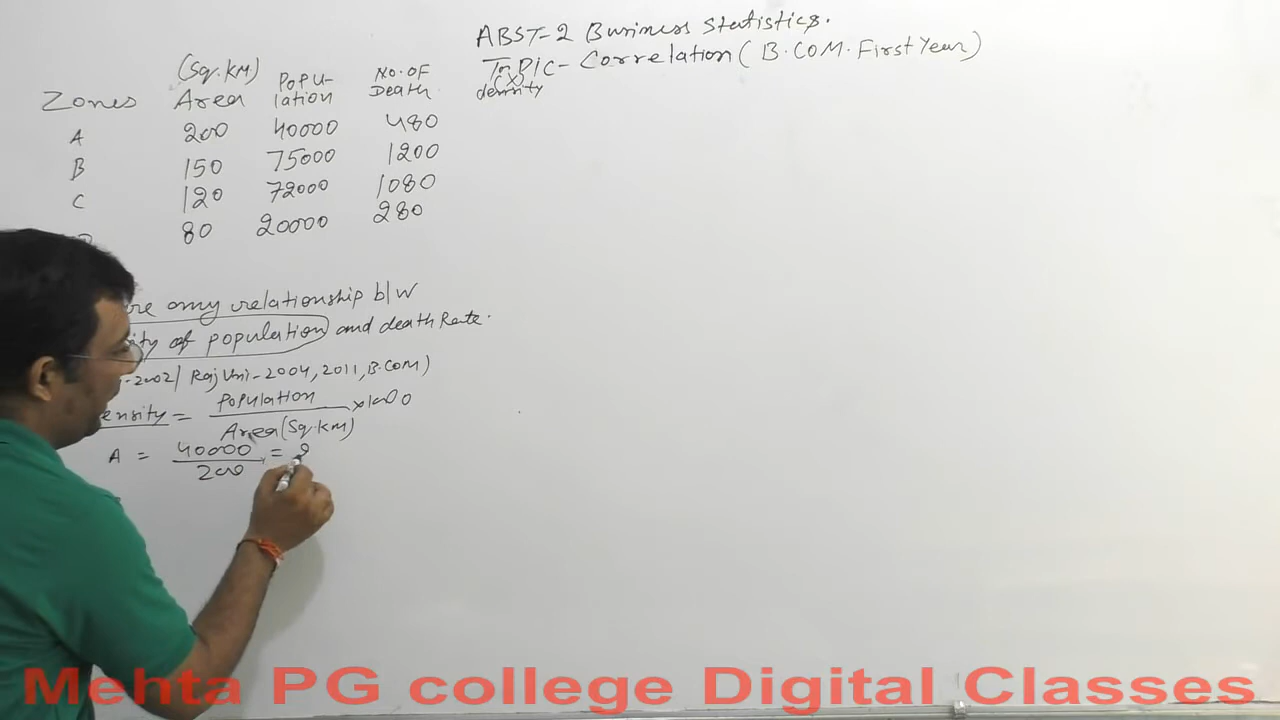 ABST-2 Business Statistics.
Topic- Correlation (B.COM. First Year)
(X)
density
(Sq.KM) Popu- No.of
Zones Area lation Death
A 200 40000 480
B 150 75000 1200
C 120 72000 1080
80 20000 280
any relationship b/w
of population and death Rate.
2002/ Raj Uni-2004, 2011, B.COM)
ensity = Population x1000
Area (Sq.KM)
A = 40000 =
200
Mehta PG college Digital Classes